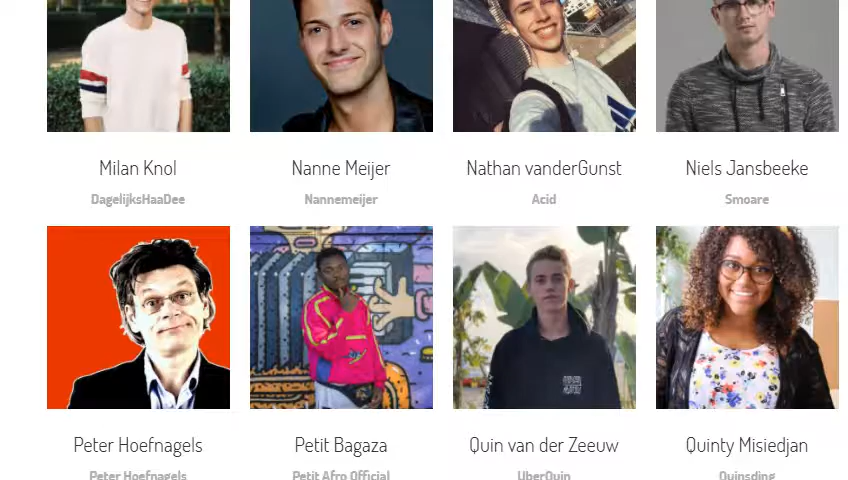 Milan Knol Nanne Meijer Nathan vanderGunst Niels Jansbeeke
DagelijksHaaDee Nannemeijer Acid Smoare
Peter Hoefnagels Petit Bagaza Quin van der Zeeuw Quinty Misiedjan
Peter Hoefnagels Petit Afro Official UberQuin Quinsding